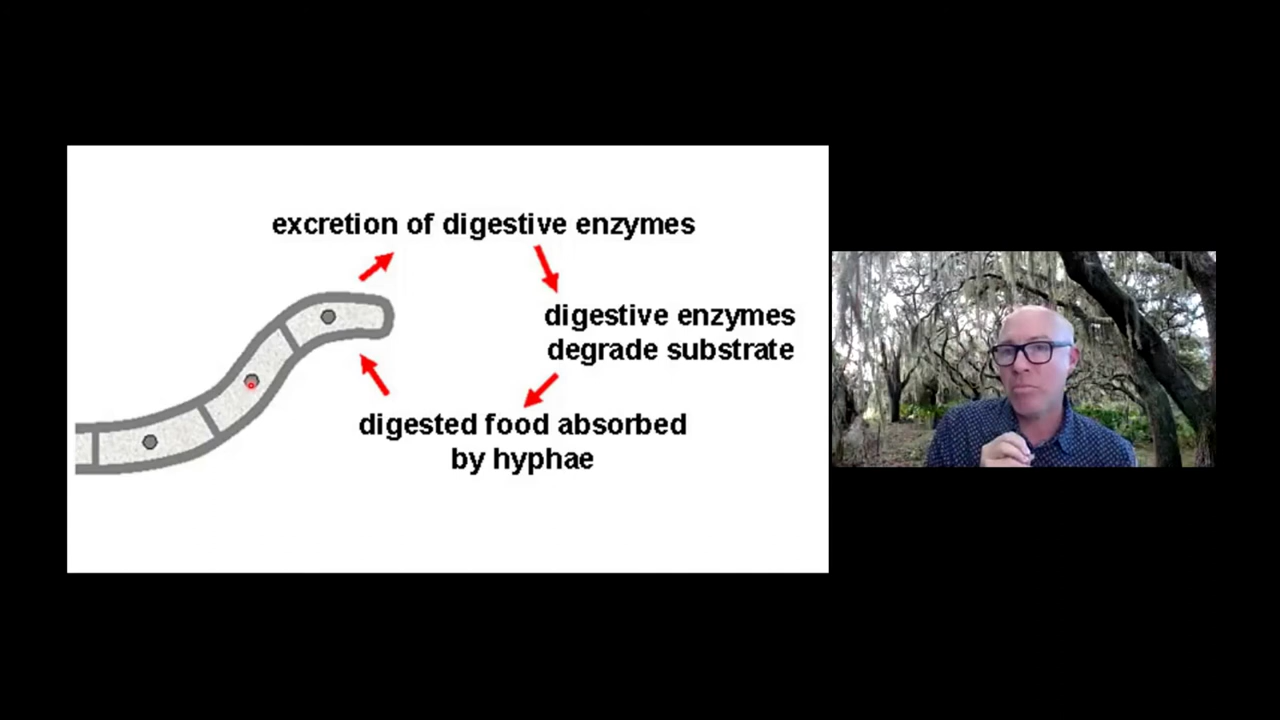 excretion of digestive enzymes
digestive enzymes
degrade substrate
digested food absorbed
by hyphae